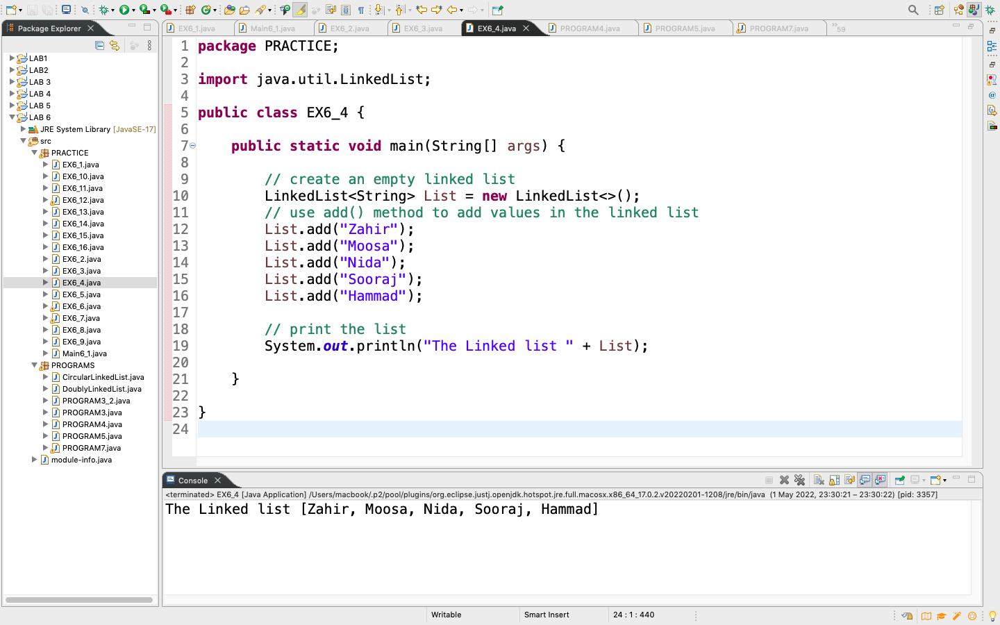 Package Explorer
LAB1
LAB2
LAB 3
LAB 4
LAB 5
LAB 6
JRE System Library [JavaSE-17]
src
PRACTICE
EX6_1.java
EX6_10.java
EX6_11.java
EX6_12.java
EX6_13.java
EX6_14.java
EX6_15.java
EX6_16.java
EX6_2.java
EX6_3.java
EX6_4.java
EX6_5.java
EX6_6.java
EX6_7.java
EX6_8.java
EX6_9.java
Main6_1.java
PROGRAMS
CircularLinkedList.java
DoublyLinkedList.java
PROGRAM3_2.java
PROGRAM3.java
PROGRAM4.java
PROGRAM5.java
PROGRAM7.java
module-info.java
EX6_1.java Main6_1.java EX6_2.java EX6_3.java EX6_4.java PROGRAM4.java PROGRAM5.java PROGRAM7.java »59
1 package PRACTICE;
2
3 import java.util.LinkedList;
4
5 public class EX6_4 {
6
7 public static void main(String[] args) {
8
9 // create an empty linked list
10 LinkedList<String> List = new LinkedList<>();
11 // use add() method to add values in the linked list
12 List.add("Zahir");
13 List.add("Moosa");
14 List.add("Nida");
15 List.add("Sooraj");
16 List.add("Hammad");
17
18 // print the list
19 System.out.println("The Linked list " + List);
20
21 }
22
23 }
24
Console
<terminated> EX6_4 [Java Application] /Users/macbook/.p2/pool/plugins/org.eclipse.justj.openjdk.hotspot.jre.full.macosx.x86_64_17.0.2.v20220201-1208/jre/bin/java (1 May 2022, 23:30:21 – 23:30:22) [pid: 3357]
The Linked list [Zahir, Moosa, Nida, Sooraj, Hammad]
Writable Smart Insert 24 : 1 : 440